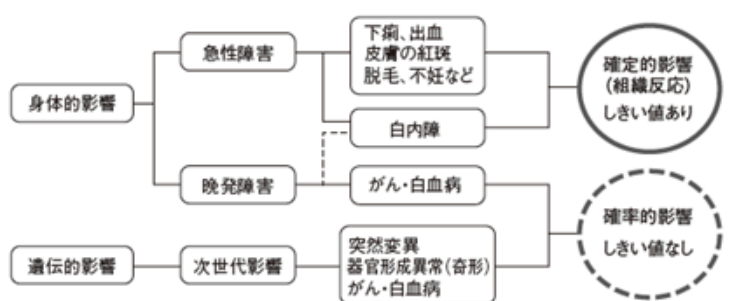 身体的影響
急性障害
下痢、出血
皮膚の紅斑
脱毛、不妊など
白内障
確定的影響
(組織反応)
しきい値あり
晩発障害
がん・白血病
遺伝的影響
次世代影響
突然変異
器官形成異常(奇形)
がん・白血病
確率的影響
しきい値なし